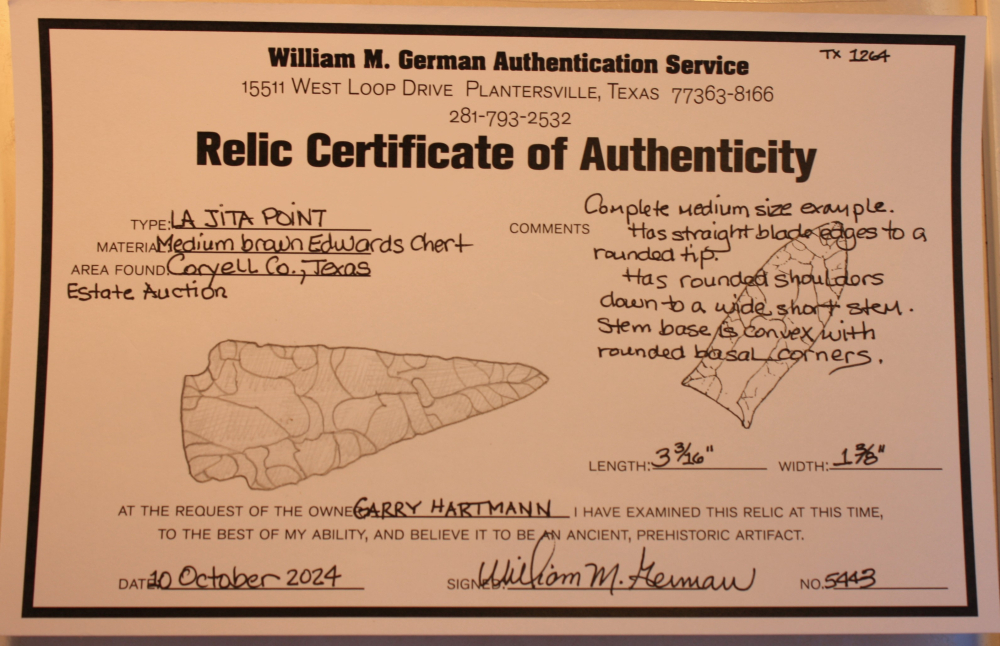 TX 1264
William M. German Authentication Service
15511 West Loop Drive Plantersville, Texas 77363-8166
281-793-2532
Relic Certificate of Authenticity
TYPE: LA JITA POINT
MATERIA Medium brown Edwards Chert
AREA FOUND: Coryell Co., Texas
Estate Auction
COMMENTS Complete medium size example.
Has straight blade edges to a
rounded tip.
Has rounded shouldors
down to a wide short stem.
Stem base is convex with
rounded basal corners.
LENGTH: 3 3/16" WIDTH: 1 3/8"
AT THE REQUEST OF THE OWNE GARRY HARTMANN I HAVE EXAMINED THIS RELIC AT THIS TIME,
TO THE BEST OF MY ABILITY, AND BELIEVE IT TO BE AN ANCIENT, PREHISTORIC ARTIFACT.
DATE 10 October 2024 SIGNED: William M. German NO. 5443